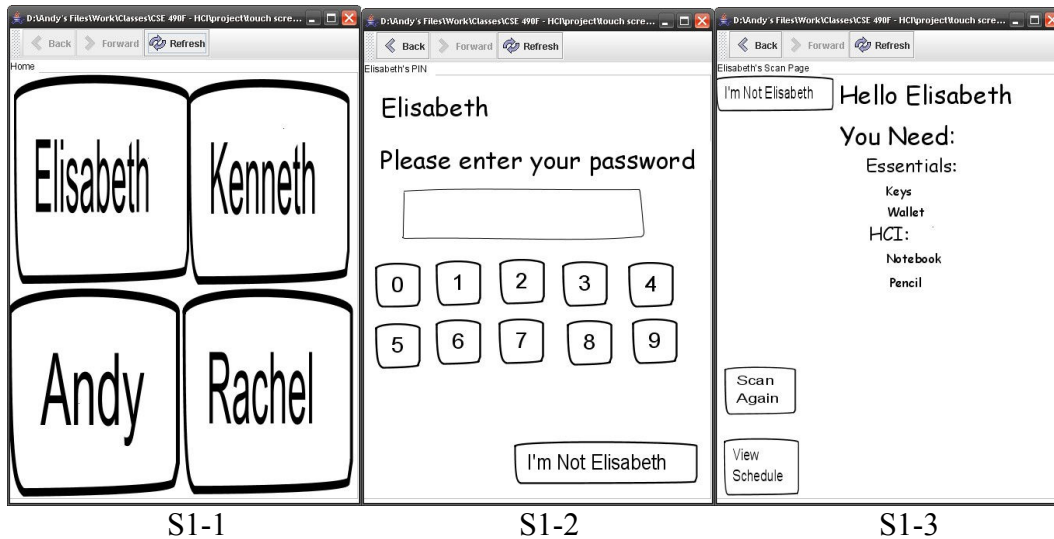 D:\Andy's Files\Work\Classes\CSE 490F - HCI\project\touch scre...
Back Forward Refresh
Home
Elisabeth Kenneth
Andy Rachel
S1-1
D:\Andy's Files\Work\Classes\CSE 490F - HCI\project\touch scre...
Back Forward Refresh
Elisabeth's PIN
Elisabeth
Please enter your password
0 1 2 3 4
5 6 7 8 9
I'm Not Elisabeth
S1-2
D:\Andy's Files\Work\Classes\CSE 490F - HCI\project\touch scre...
Back Forward Refresh
Elisabeth's Scan Page
I'm Not Elisabeth Hello Elisabeth
You Need:
Essentials:
Keys
Wallet
HCI:
Notebook
Pencil
Scan
Again
View
Schedule
S1-3